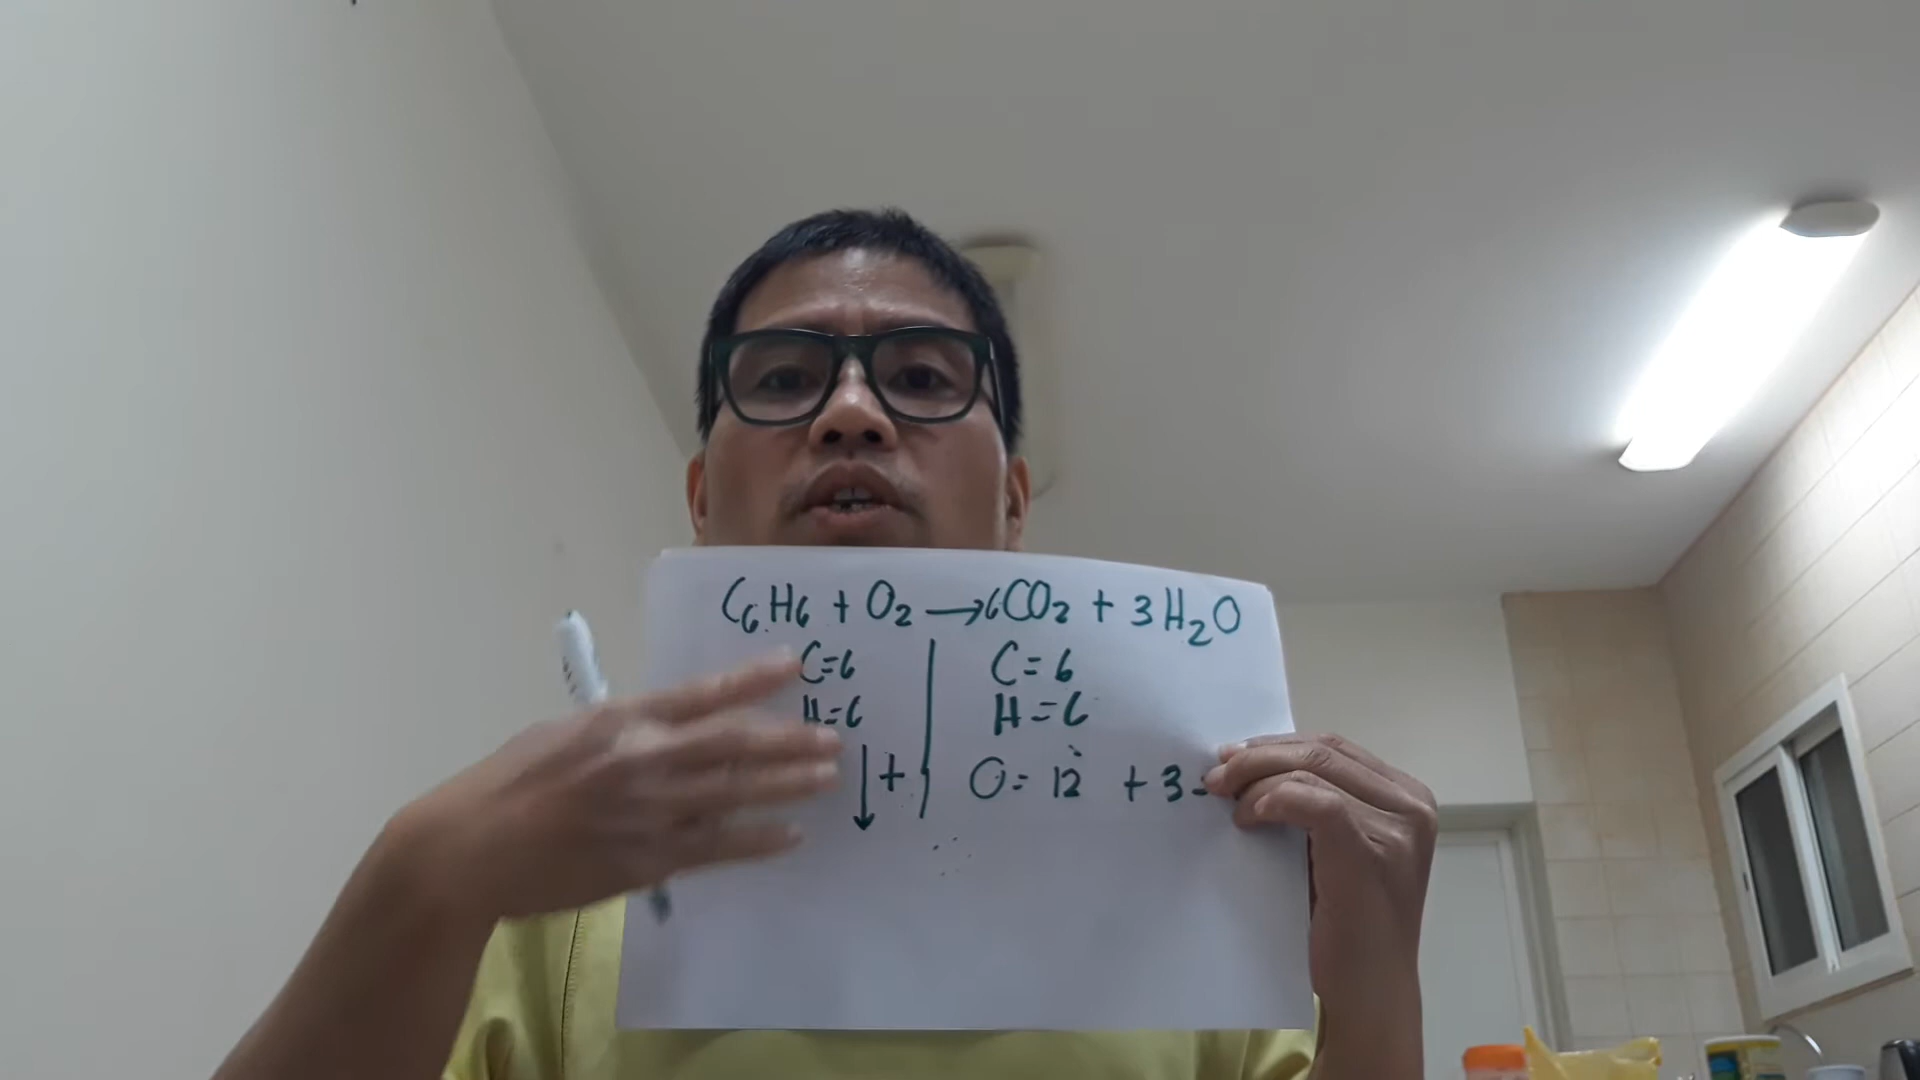 C6H6 + O2 → 6CO2 + 3H2O
C=6 C=6
H=6 H=6
↓+ O= 12 + 3=